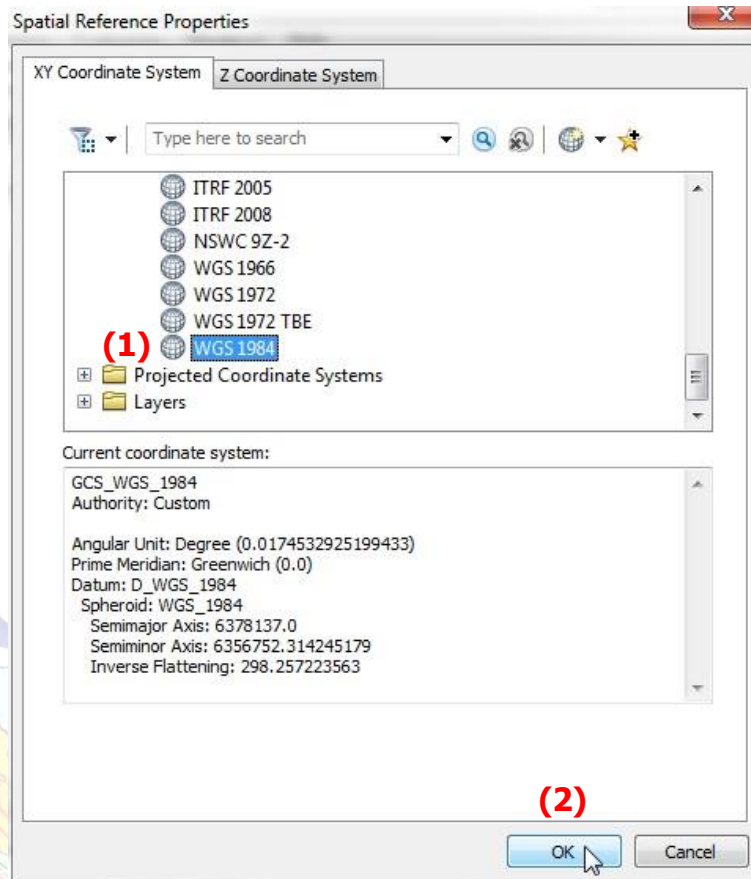 Spatial Reference Properties
XY Coordinate System Z Coordinate System
Type here to search
ITRF 2005
ITRF 2008
NSWC 9Z-2
WGS 1966
WGS 1972
WGS 1972 TBE
(1) WGS 1984
Projected Coordinate Systems
Layers
Current coordinate system:
GCS_WGS_1984
Authority: Custom
Angular Unit: Degree (0.0174532925199433)
Prime Meridian: Greenwich (0.0)
Datum: D_WGS_1984
Spheroid: WGS_1984
Semimajor Axis: 6378137.0
Semiminor Axis: 6356752.314245179
Inverse Flattening: 298.257223563
(2)
OK Cancel